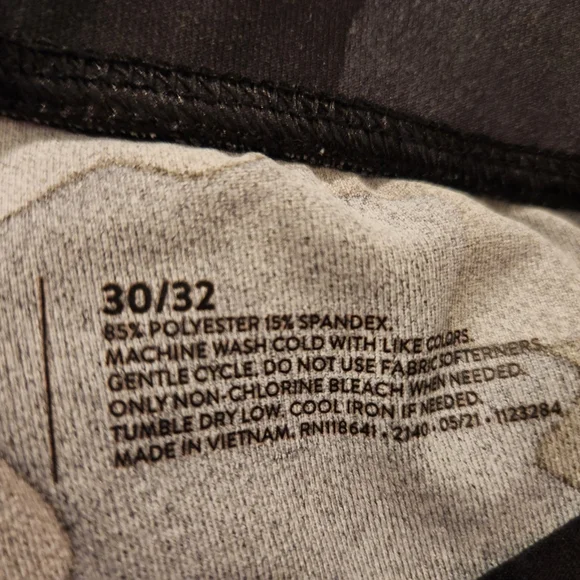 30/32
85% POLYESTER 15% SPANDEX.
MACHINE WASH COLD WITH LIKE COLORS.
GENTLE CYCLE. DO NOT USE FABRIC SOFTERNERS.
ONLY NON-CHLORINE BLEACH WHEN NEEDED.
TUMBLE DRY LOW. COOL IRON IF NEEDED.
MADE IN VIETNAM. RN118641 • 2140 • 05/21 • 1123284